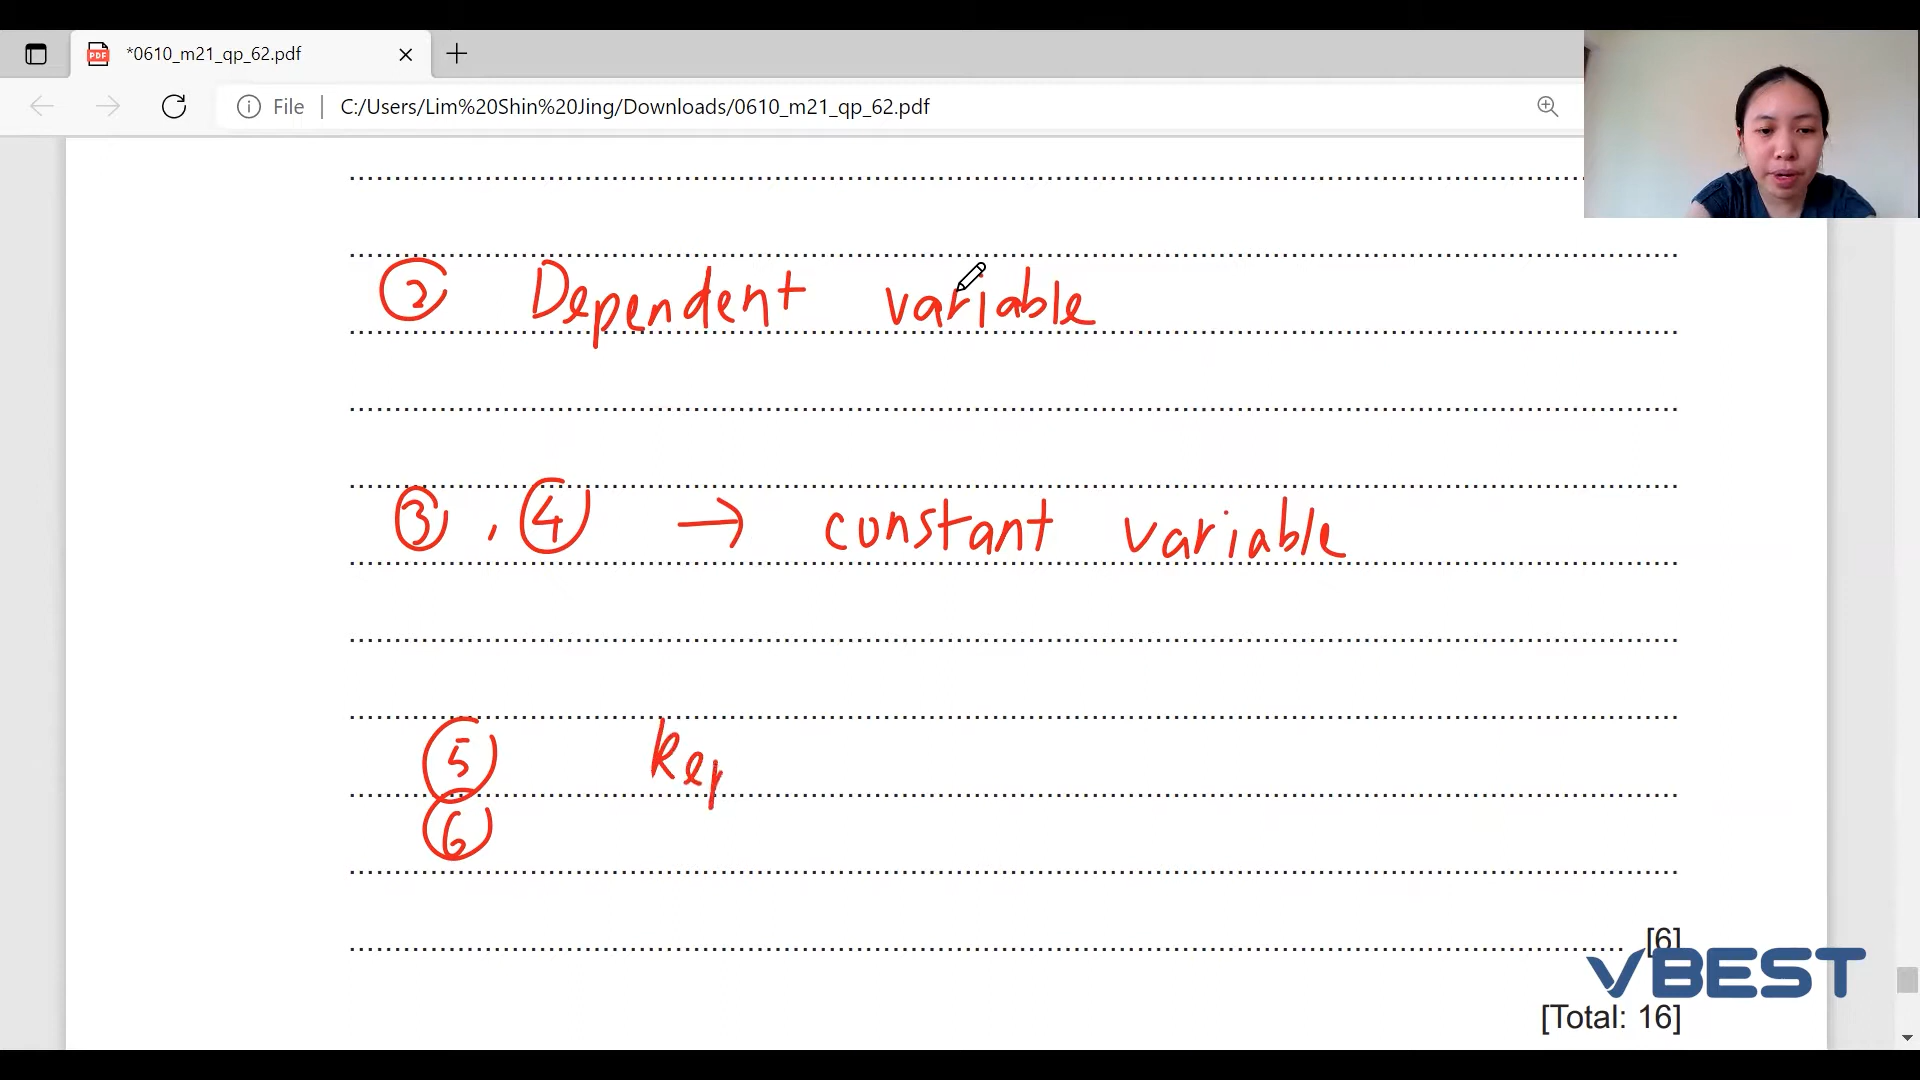 *0610_m21_qp_62.pdf
File C:/Users/Lim%20Shin%20Jing/Downloads/0610_m21_qp_62.pdf
② Dependent variable
③ , ④ → constant variable
⑤ Rep
⑥
[6]
VBEST
[Total: 16]